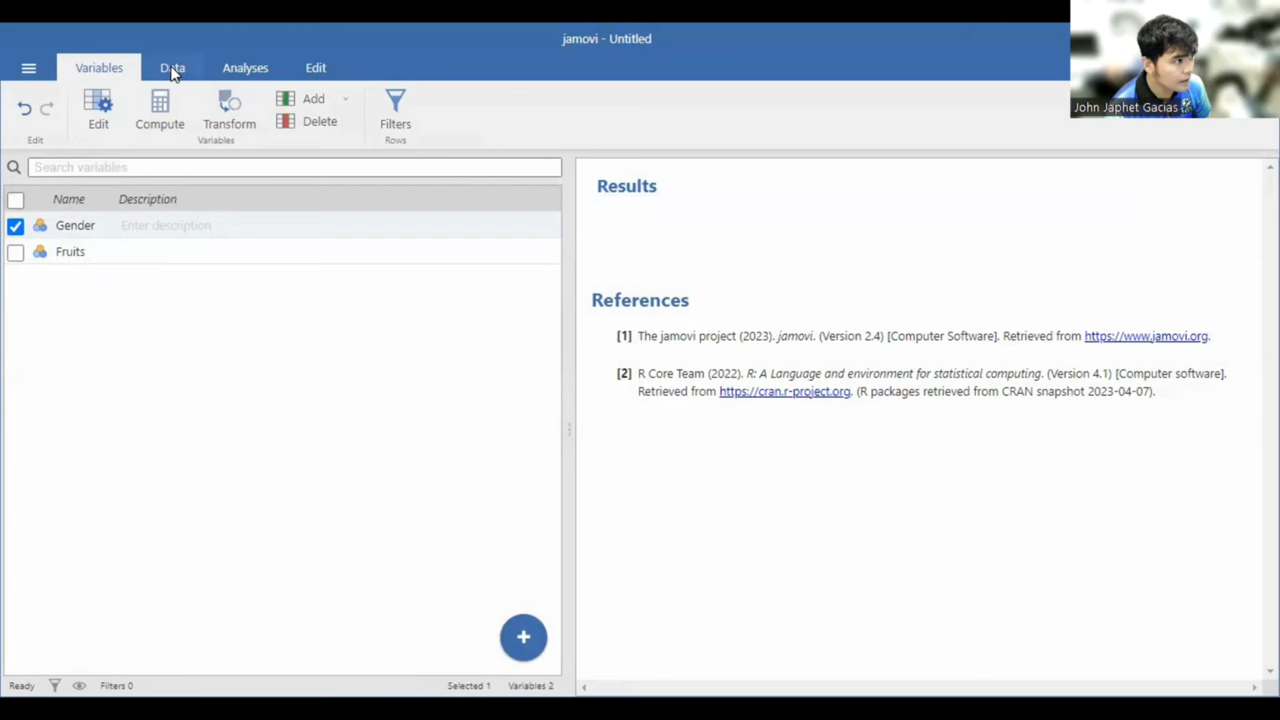 jamovi - Untitled
Variables Data Analyses Edit
Edit Compute Transform Add Delete Filters
Edit Variables Rows
John Japhet Gacias
Search variables
Name Description
Gender Enter description
Fruits
Results
References
[1] The jamovi project (2023). jamovi. (Version 2.4) [Computer Software]. Retrieved from https://www.jamovi.org.
[2] R Core Team (2022). R: A Language and environment for statistical computing. (Version 4.1) [Computer software].
Retrieved from https://cran.r-project.org. (R packages retrieved from CRAN snapshot 2023-04-07).
+
Ready Filters 0 Selected 1 Variables 2